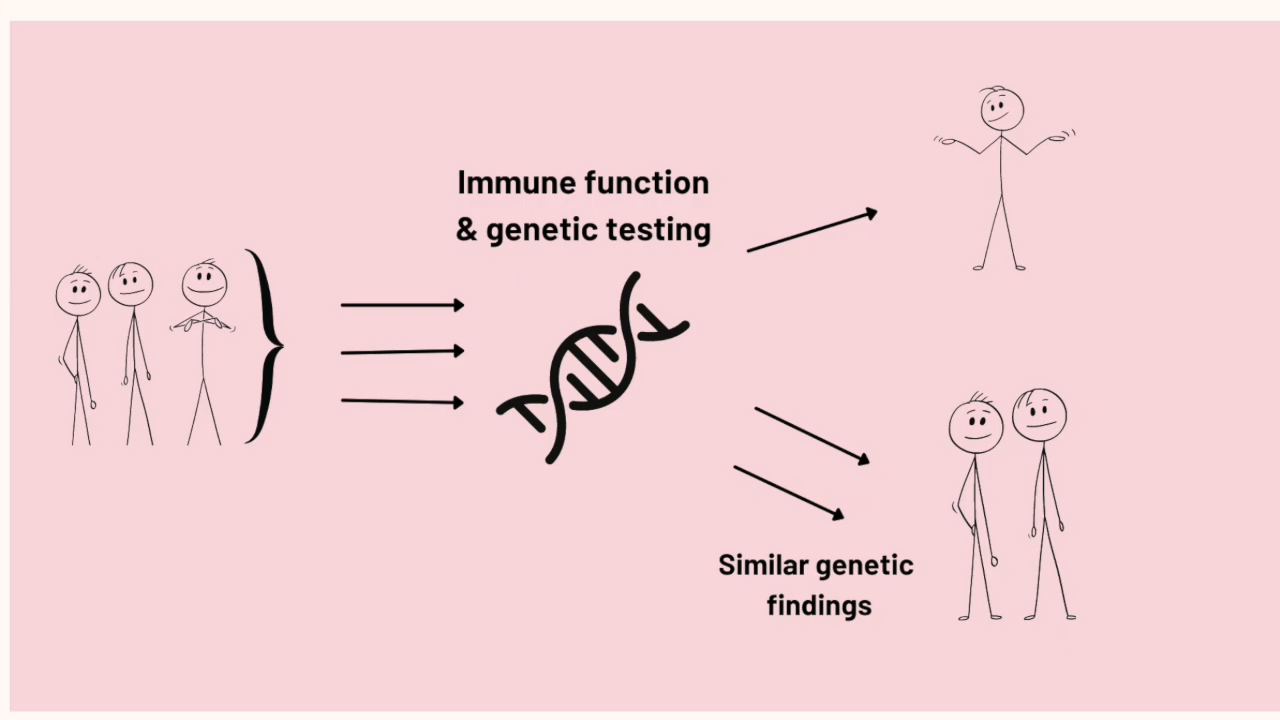 Immune function
& genetic testing
Similar genetic
findings